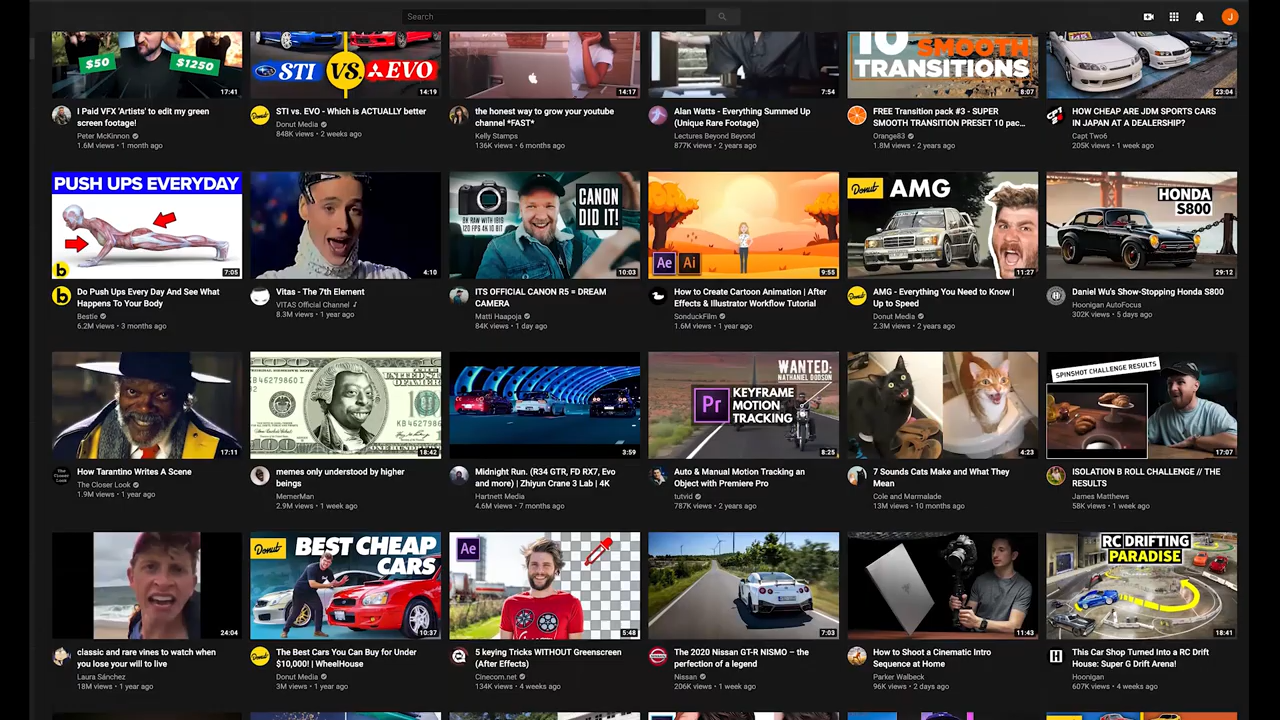 Search
J
$50
$1250
17:41
STI VS. EVO
14:19
14:17
7:54
10 SMOOTH
TRANSITIONS
8:07
23:04
I Paid VFX 'Artists' to edit my green
screen footage!
Peter McKinnon
1.6M views • 1 month ago
STI vs. EVO - Which is ACTUALLY better
Donut Media
848K views • 2 weeks ago
the honest way to grow your youtube
channel *FAST*
Kelly Stamps
136K views • 6 months ago
Alan Watts - Everything Summed Up
(Unique Rare Footage)
Lectures Beyond Beyond
877K views • 2 years ago
FREE Transition pack #3 - SUPER
SMOOTH TRANSITION PRESET 10 pac...
Orange83
1.8M views • 2 years ago
HOW CHEAP ARE JDM SPORTS CARS
IN JAPAN AT A DEALERSHIP?
Capt Two6
205K views • 1 week ago
PUSH UPS EVERYDAY
b
7:05
4:10
8K RAW WITH IBIS
120 FPS 4K 10 BIT
CANON
DID IT!
10:03
Ae Ai
9:55
Donut AMG
11:27
HONDA
S800
29:12
Do Push Ups Every Day And See What
Happens To Your Body
Bestie
6.2M views • 3 months ago
Vitas - The 7th Element
VITAS Official Channel
8.3M views • 1 year ago
ITS OFFICIAL CANON R5 = DREAM
CAMERA
Matti Haapoja
84K views • 1 day ago
How to Create Cartoon Animation | After
Effects & Illustrator Workflow Tutorial
SonduckFilm
1.6M views • 1 year ago
AMG - Everything You Need to Know |
Up to Speed
Donut Media
2.3M views • 2 years ago
Daniel Wu's Show-Stopping Honda S800
Hoonigan AutoFocus
302K views • 5 days ago
17:11
KB46279860 I
KB4627986
100
18:42
3:59
Pr
KEYFRAME
MOTION
TRACKING
WANTED:
NATHANIEL DODSON
8:25
4:23
SPINSHOT CHALLENGE RESULTS
17:07
How Tarantino Writes A Scene
The Closer Look
1.9M views • 1 year ago
memes only understood by higher
beings
MemerMan
2.9M views • 1 week ago
Midnight Run. (R34 GTR, FD RX7, Evo
and more) | Zhiyun Crane 3 Lab | 4K
Hartnett Media
4.6M views • 7 months ago
Auto & Manual Motion Tracking an
Object with Premiere Pro
tutvid
787K views • 2 years ago
7 Sounds Cats Make and What They
Mean
Cole and Marmalade
13M views • 10 months ago
ISOLATION B ROLL CHALLENGE // THE
RESULTS
James Matthews
58K views • 1 week ago
24:04
Donut BEST CHEAP
CARS
10:37
Ae
5:48
7:03
11:43
RC DRIFTING
PARADISE
18:41
classic and rare vines to watch when
you lose your will to live
Laura Sánchez
18M views • 1 year ago
The Best Cars You Can Buy for Under
$10,000! | WheelHouse
Donut Media
3M views • 1 year ago
5 keying Tricks WITHOUT Greenscreen
(After Effects)
Cinecom.net
134K views • 4 weeks ago
The 2020 Nissan GT-R NISMO – the
perfection of a legend
Nissan
206K views • 1 week ago
How to Shoot a Cinematic Intro
Sequence at Home
Parker Walbeck
96K views • 2 days ago
This Car Shop Turned Into a RC Drift
House: Super G Drift Arena!
Hoonigan
607K views • 4 weeks ago